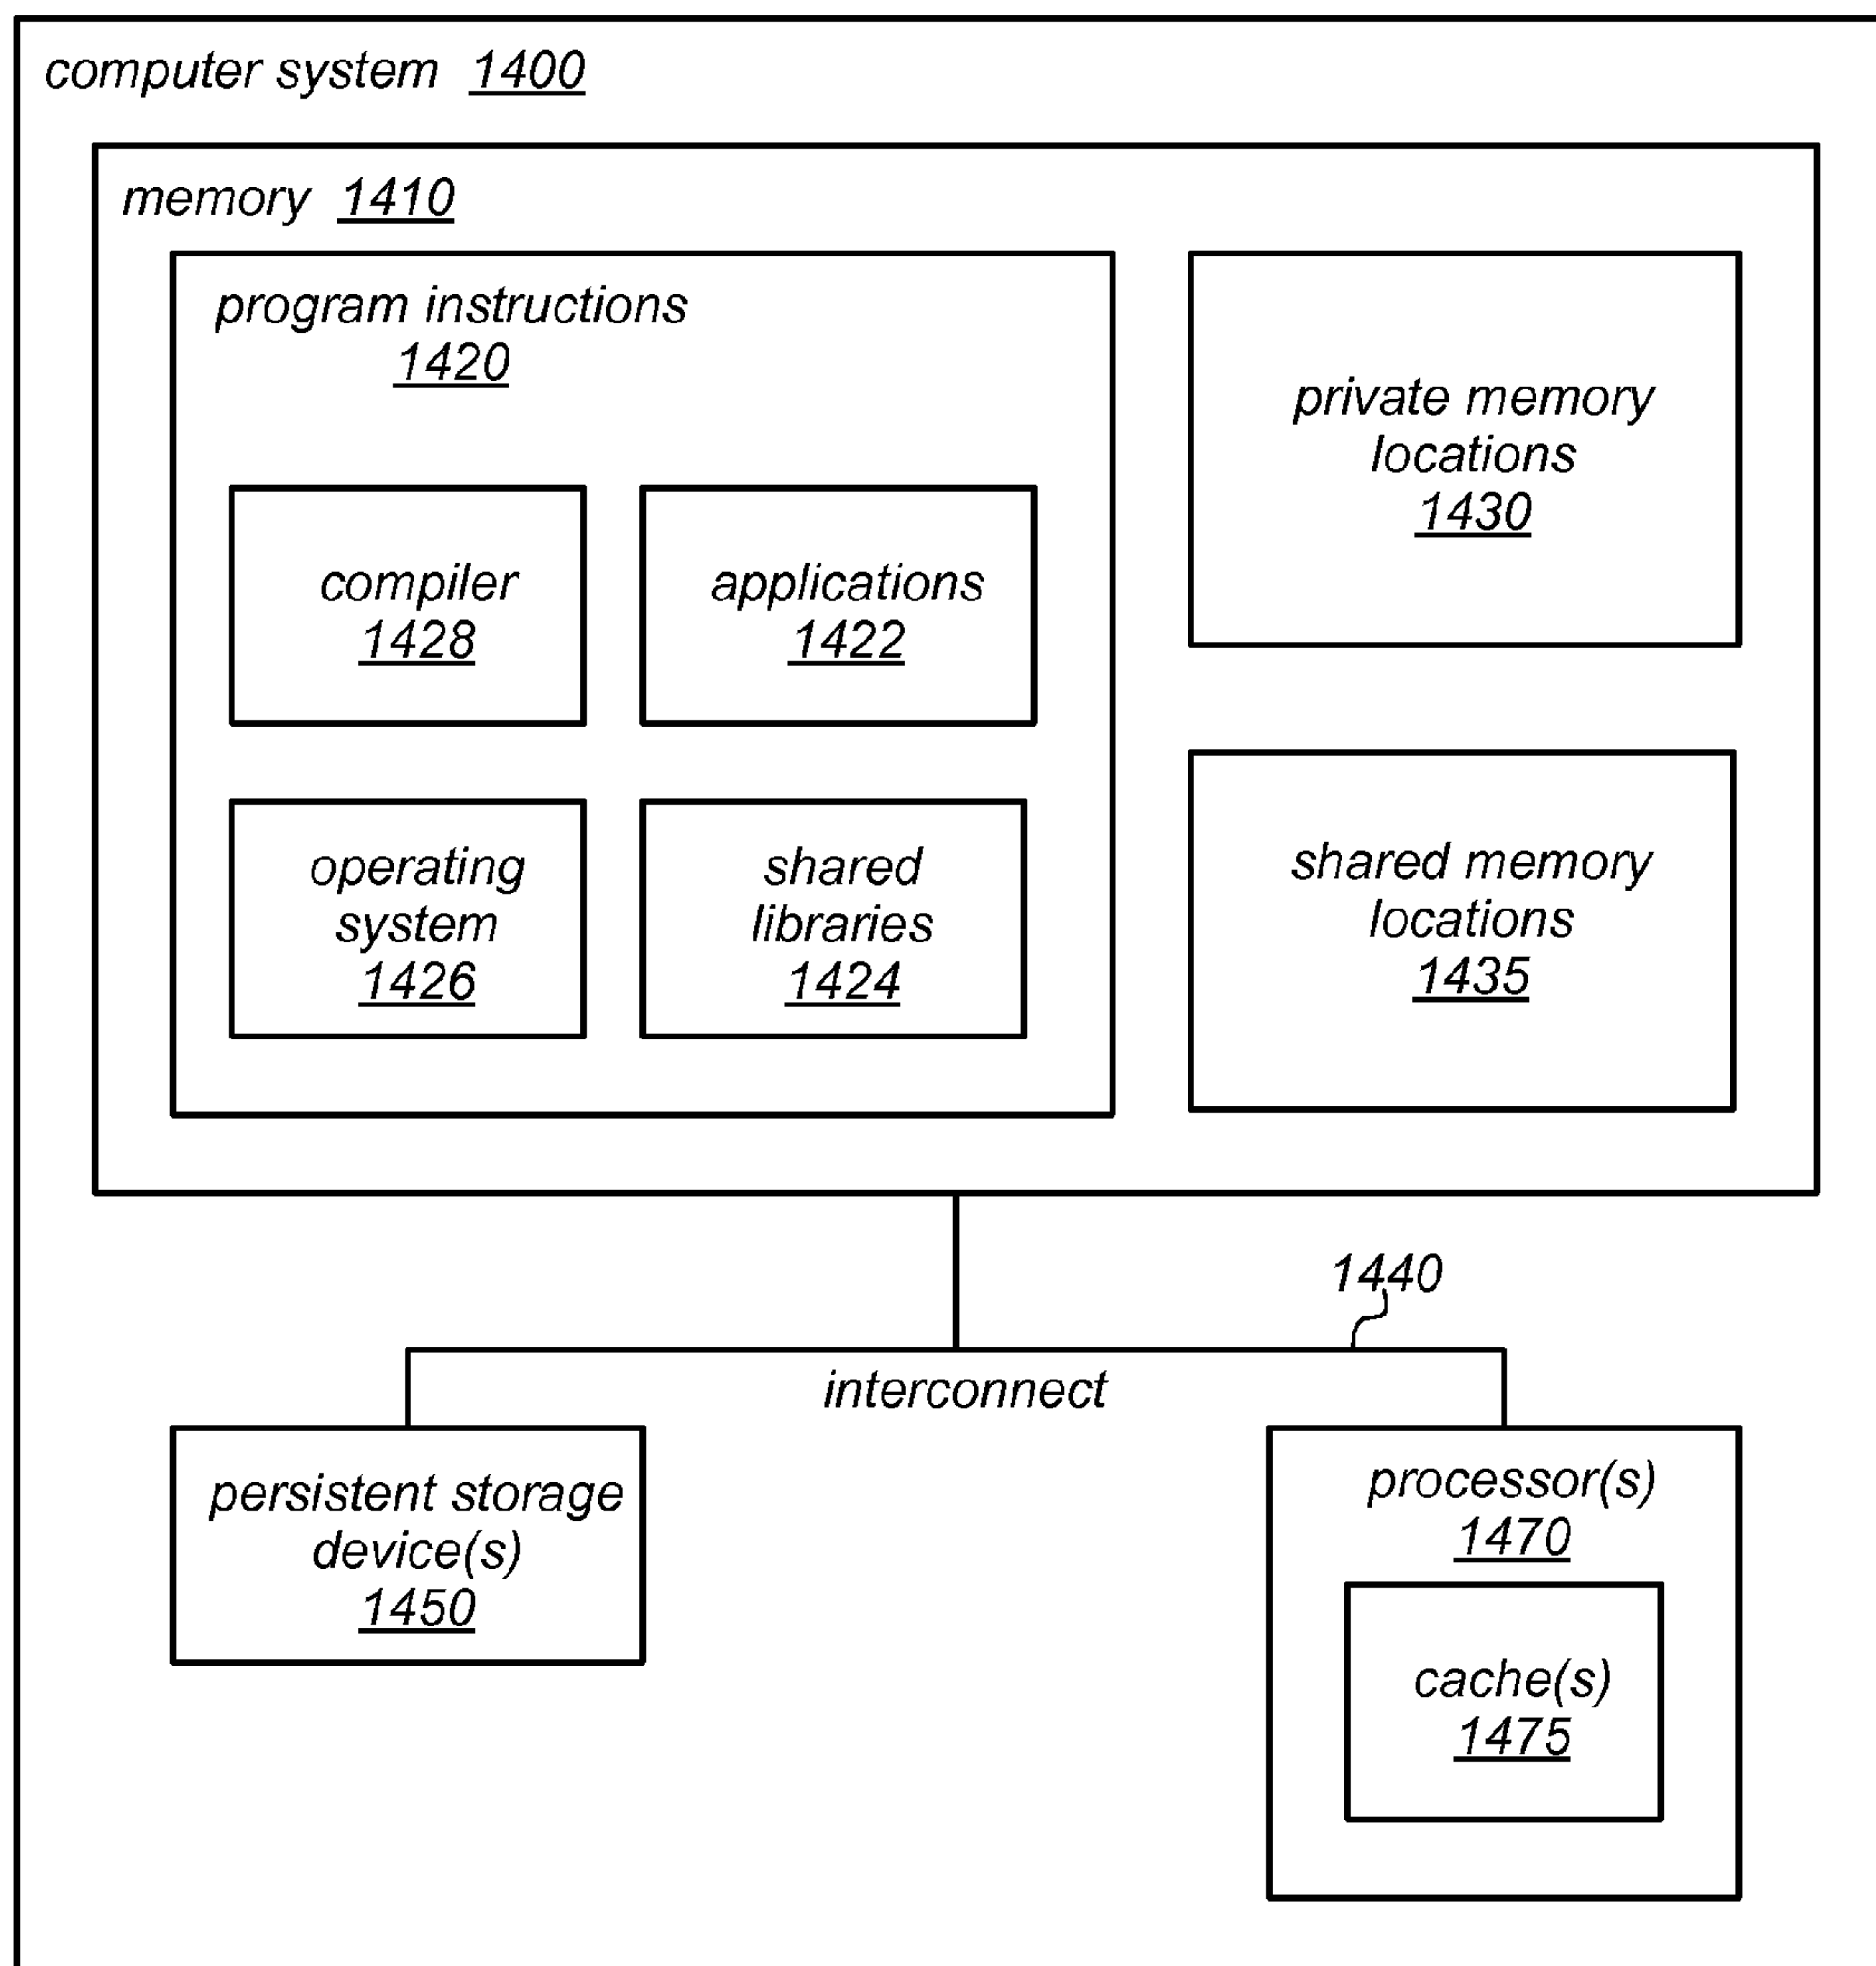 computer system 1400
memory 1410
program instructions
1420
compiler
1428
applications
1422
operating
system
1426
shared
libraries
1424
private memory
locations
1430
shared memory
locations
1435
1440
interconnect
persistent storage
device(s)
1450
processor(s)
1470
cache(s)
1475